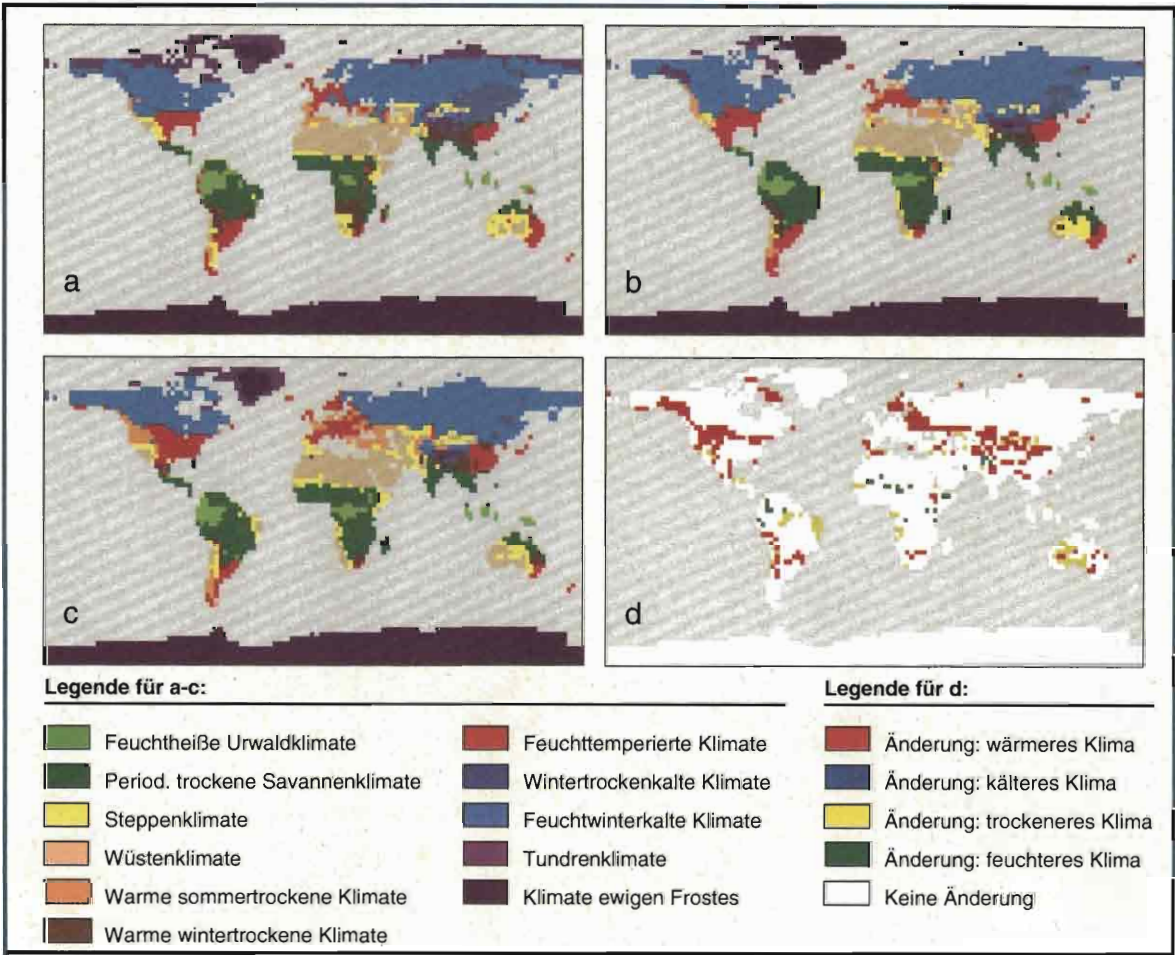 a
b
c
d
Legende für a-c:
Feuchtheiße Urwaldklimate
Period. trockene Savannenklimate
Steppenklimate
Wüstenklimate
Warme sommertrockene Klimate
Warme wintertrockene Klimate
Feuchttemperierte Klimate
Wintertrockenkalte Klimate
Feuchtwinterkalte Klimate
Tundrenklimate
Klimate ewigen Frostes
Legende für d:
Änderung: wärmeres Klima
Änderung: kälteres Klima
Änderung: trockeneres Klima
Änderung: feuchteres Klima
Keine Änderung